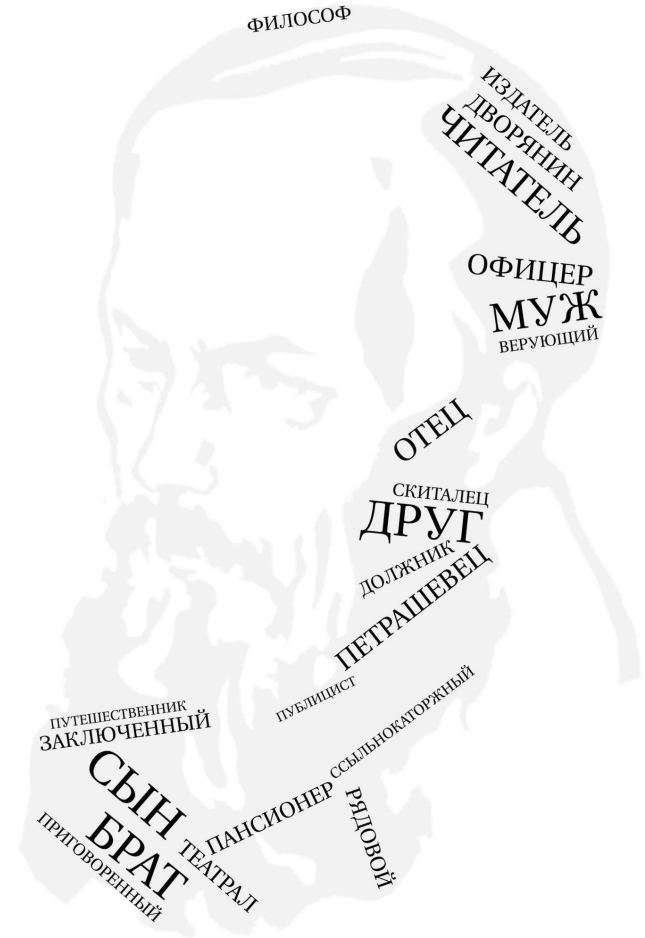 ФИЛОСОФ
ИЗДАТЕЛЬ
ДВОРЯНИН
ЧИТАТЕЛЬ
ОФИЦЕР
МУЖ
ВЕРУЮЩИЙ
ОТЕЦ
СКИТАЛЕЦ
ДРУГ
ДОЛЖНИК
ПЕТРАШЕВЕЦ
ПУБЛИЦИСТ
ССЫЛЬНОКАТОРЖНЫЙ
ПУТЕШЕСТВЕННИК
ЗАКЛЮЧЕННЫЙ
СЫН
ПАНСИОНЕР
РЯДОВОЙ
БРАТ
ТЕАТРАЛ
ПРИГОВОРЕННЫЙ